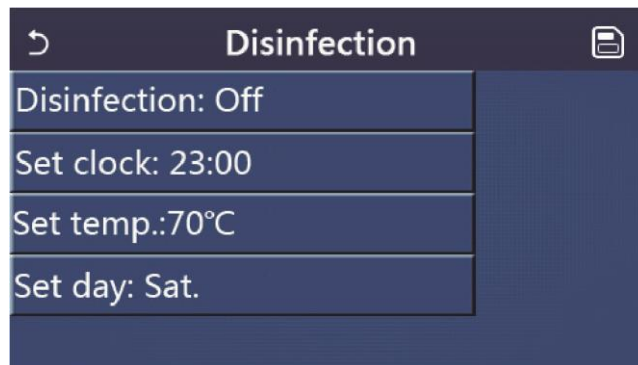 Disinfection
Disinfection: Off
Set clock: 23:00
Set temp.:70℃
Set day: Sat.